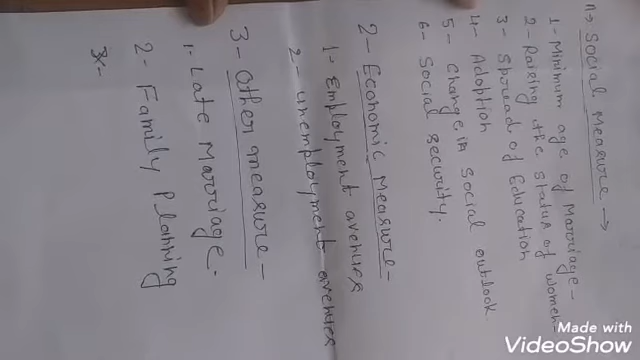 1) Social Measure →
1- Minimum age of Marriage-
2- Raising the Status of women-
3- Spread of Education
4- Adoption
5- Change in Social outlook
6- Social Security.
2- Economic Measure-
1- Employment avenues
2- unemployment avenues
3- Other measure-
1- Late Marriage.
2- Family Planning
3-
Made with
VideoShow